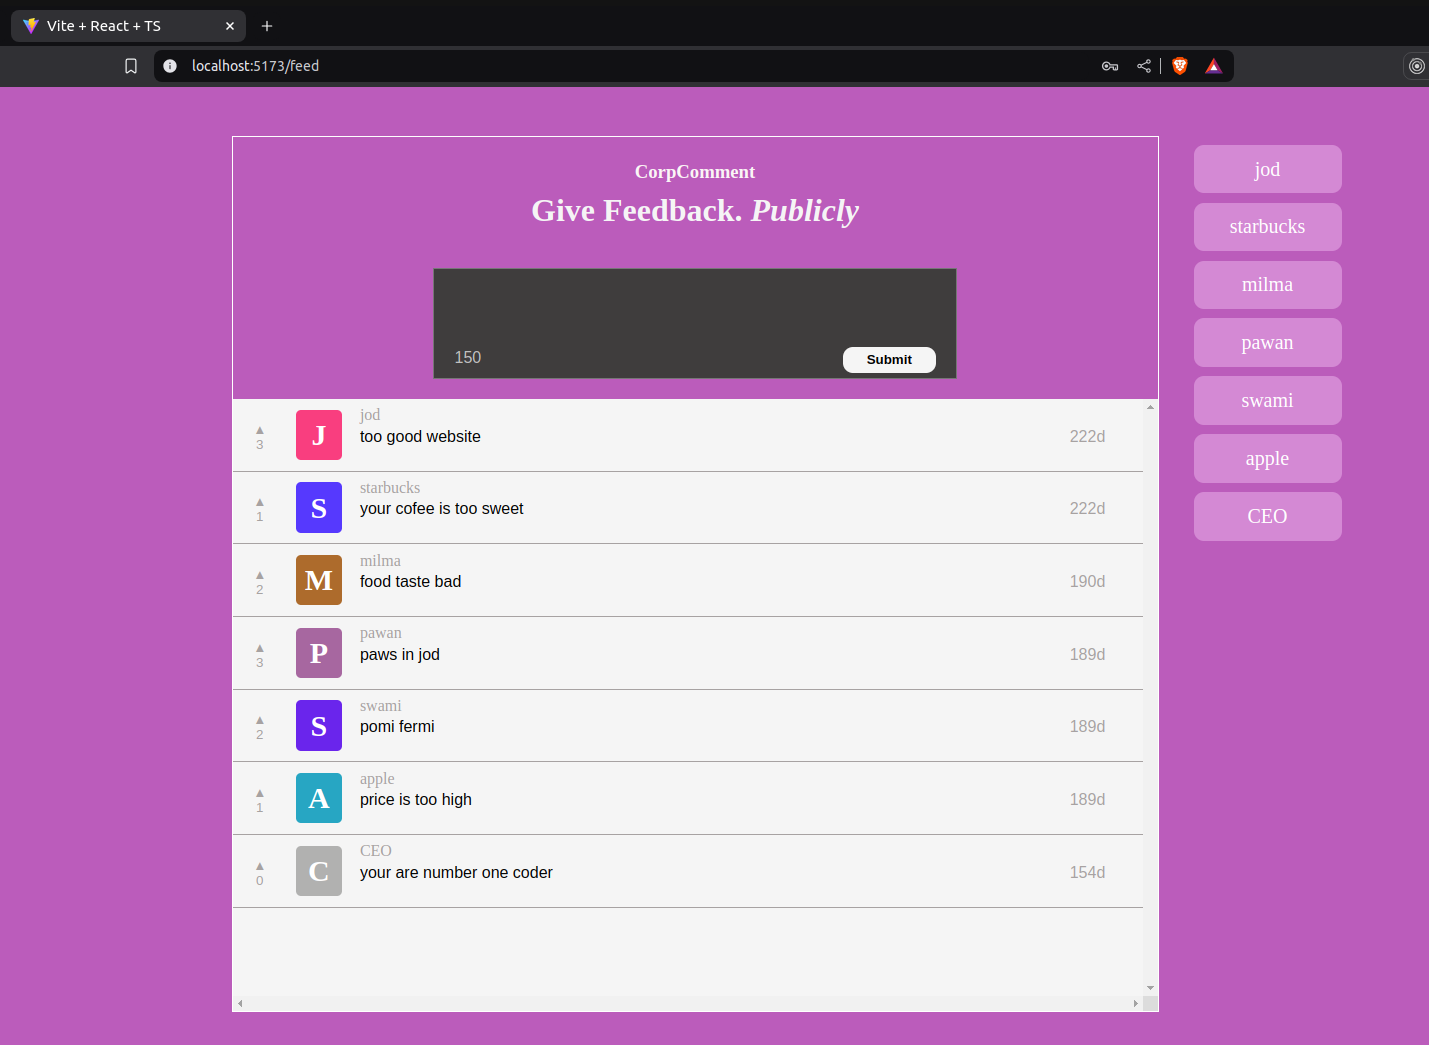 Vite + React + TS
localhost:5173/feed
CorpComment
Give Feedback. Publicly
150
Submit
▲
3
J
jod
too good website
222d
▲
1
S
starbucks
your cofee is too sweet
222d
▲
2
M
milma
food taste bad
190d
▲
3
P
pawan
paws in jod
189d
▲
2
S
swami
pomi fermi
189d
▲
1
A
apple
price is too high
189d
▲
0
C
CEO
your are number one coder
154d
jod
starbucks
milma
pawan
swami
apple
CEO